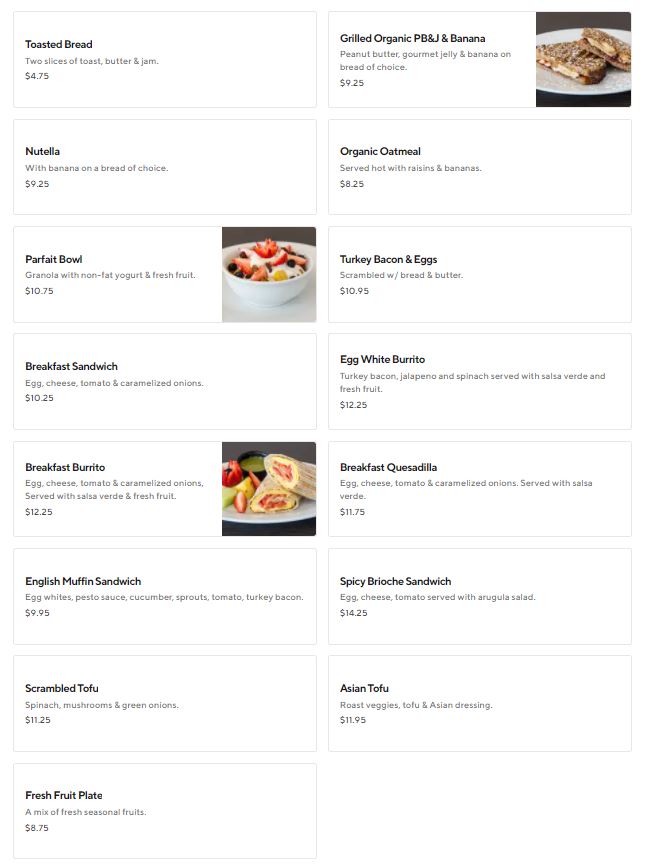 Toasted Bread
Two slices of toast, butter & jam.
$4.75
Grilled Organic PB&J & Banana
Peanut butter, gourmet jelly & banana on
bread of choice.
$9.25
Nutella
With banana on a bread of choice.
$9.25
Organic Oatmeal
Served hot with raisins & bananas.
$8.25
Parfait Bowl
Granola with non-fat yogurt & fresh fruit.
$10.75
Turkey Bacon & Eggs
Scrambled w/ bread & butter.
$10.95
Breakfast Sandwich
Egg, cheese, tomato & caramelized onions.
$10.25
Egg White Burrito
Turkey bacon, jalapeno and spinach served with salsa verde and
fresh fruit.
$12.25
Breakfast Burrito
Egg, cheese, tomato & caramelized onions,
Served with salsa verde & fresh fruit.
$12.25
Breakfast Quesadilla
Egg, cheese, tomato & caramelized onions. Served with salsa
verde.
$11.75
English Muffin Sandwich
Egg whites, pesto sauce, cucumber, sprouts, tomato, turkey bacon.
$9.95
Spicy Brioche Sandwich
Egg, cheese, tomato served with arugula salad.
$14.25
Scrambled Tofu
Spinach, mushrooms & green onions.
$11.25
Asian Tofu
Roast veggies, tofu & Asian dressing.
$11.95
Fresh Fruit Plate
A mix of fresh seasonal fruits.
$8.75